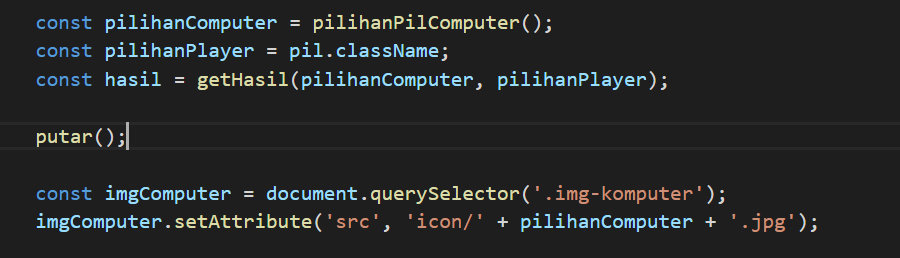 const pilihanComputer = pilihanPilComputer();
const pilihanPlayer = pil.className;
const hasil = getHasil(pilihanComputer, pilihanPlayer);
putar();
const imgComputer = document.querySelector('.img-komputer');
imgComputer.setAttribute('src', 'icon/' + pilihanComputer + '.jpg');